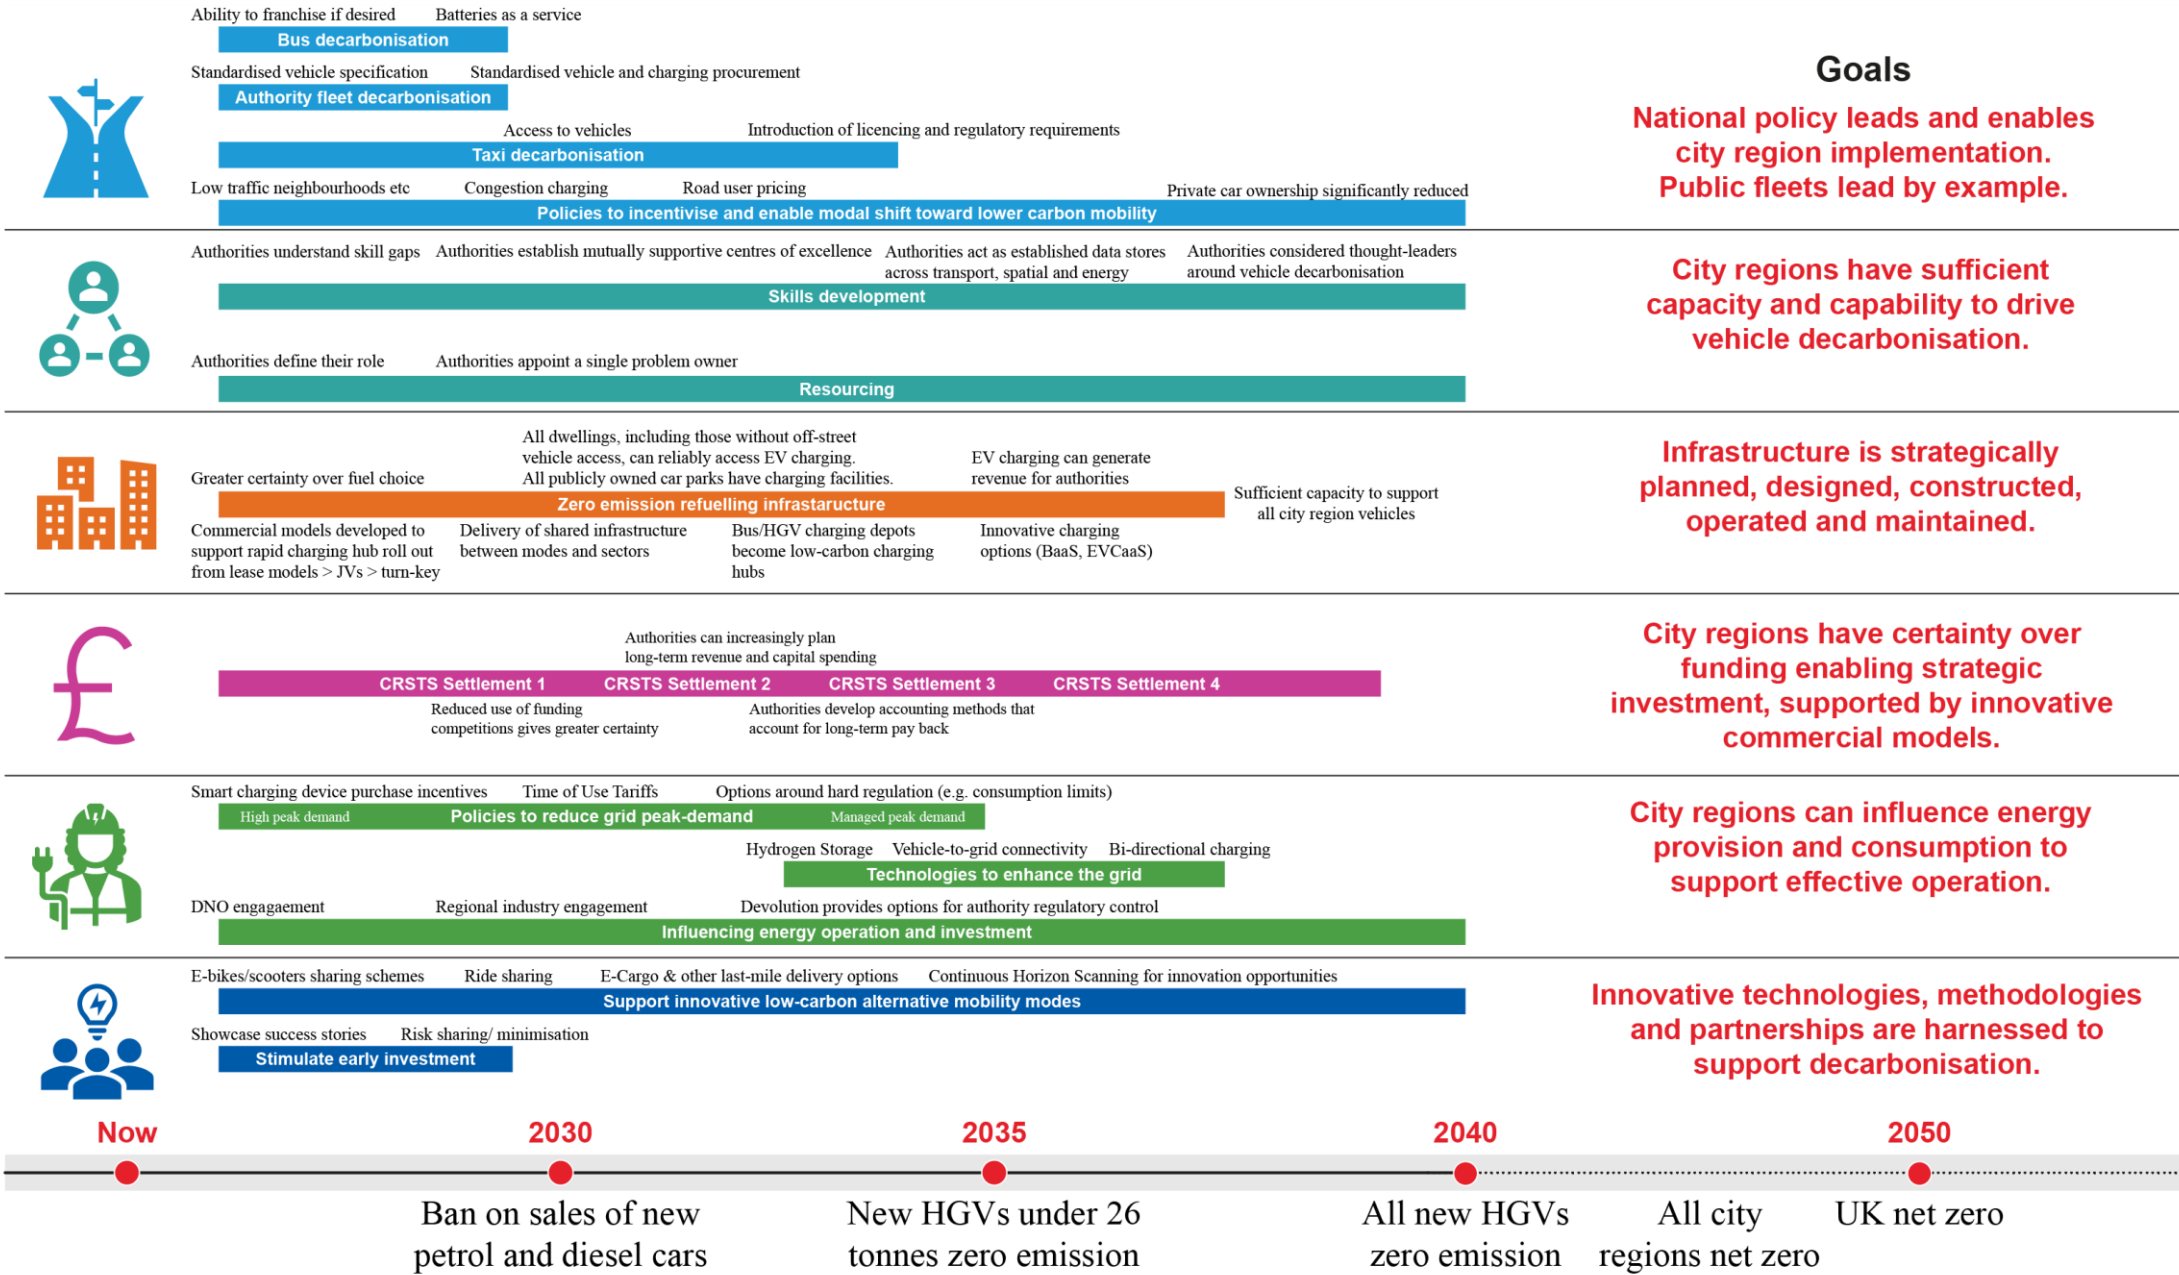 Ability to franchise if desired
Batteries as a service
Bus decarbonisation
Standardised vehicle specification
Standardised vehicle and charging procurement
Authority fleet decarbonisation
Access to vehicles
Introduction of licencing and regulatory requirements
Taxi decarbonisation
Low traffic neighbourhoods etc
Congestion charging
Road user pricing
Private car ownership significantly reduced
Policies to incentivise and enable modal shift toward lower carbon mobility
Goals
National policy leads and enables
city region implementation.
Public fleets lead by example.
Authorities understand skill gaps
Authorities establish mutually supportive centres of excellence
Authorities act as established data stores
across transport, spatial and energy
Authorities considered thought-leaders
around vehicle decarbonisation
Skills development
Authorities define their role
Authorities appoint a single problem owner
Resourcing
City regions have sufficient
capacity and capability to drive
vehicle decarbonisation.
Greater certainty over fuel choice
All dwellings, including those without off-street
vehicle access, can reliably access EV charging.
All publicly owned car parks have charging facilities.
EV charging can generate
revenue for authorities
Zero emission refuelling infrastaructure
Sufficient capacity to support
all city region vehicles
Commercial models developed to
support rapid charging hub roll out
from lease models > JVs > turn-key
Delivery of shared infrastructure
between modes and sectors
Bus/HGV charging depots
become low-carbon charging
hubs
Innovative charging
options (BaaS, EVCaaS)
Infrastructure is strategically
planned, designed, constructed,
operated and maintained.
Authorities can increasingly plan
long-term revenue and capital spending
CRSTS Settlement 1
CRSTS Settlement 2
CRSTS Settlement 3
CRSTS Settlement 4
Reduced use of funding
competitions gives greater certainty
Authorities develop accounting methods that
account for long-term pay back
City regions have certainty over
funding enabling strategic
investment, supported by innovative
commercial models.
Smart charging device purchase incentives
Time of Use Tariffs
Options around hard regulation (e.g. consumption limits)
High peak demand
Policies to reduce grid peak-demand
Managed peak demand
Hydrogen Storage
Vehicle-to-grid connectivity
Bi-directional charging
Technologies to enhance the grid
DNO engagaement
Regional industry engagement
Devolution provides options for authority regulatory control
Influencing energy operation and investment
City regions can influence energy
provision and consumption to
support effective operation.
E-bikes/scooters sharing schemes
Ride sharing
E-Cargo & other last-mile delivery options
Continuous Horizon Scanning for innovation opportunities
Support innovative low-carbon alternative mobility modes
Showcase success stories
Risk sharing/ minimisation
Stimulate early investment
Innovative technologies, methodologies
and partnerships are harnessed to
support decarbonisation.
Now
2030
2035
2040
2050
Ban on sales of new
petrol and diesel cars
New HGVs under 26
tonnes zero emission
All new HGVs
zero emission
All city
regions net zero
UK net zero